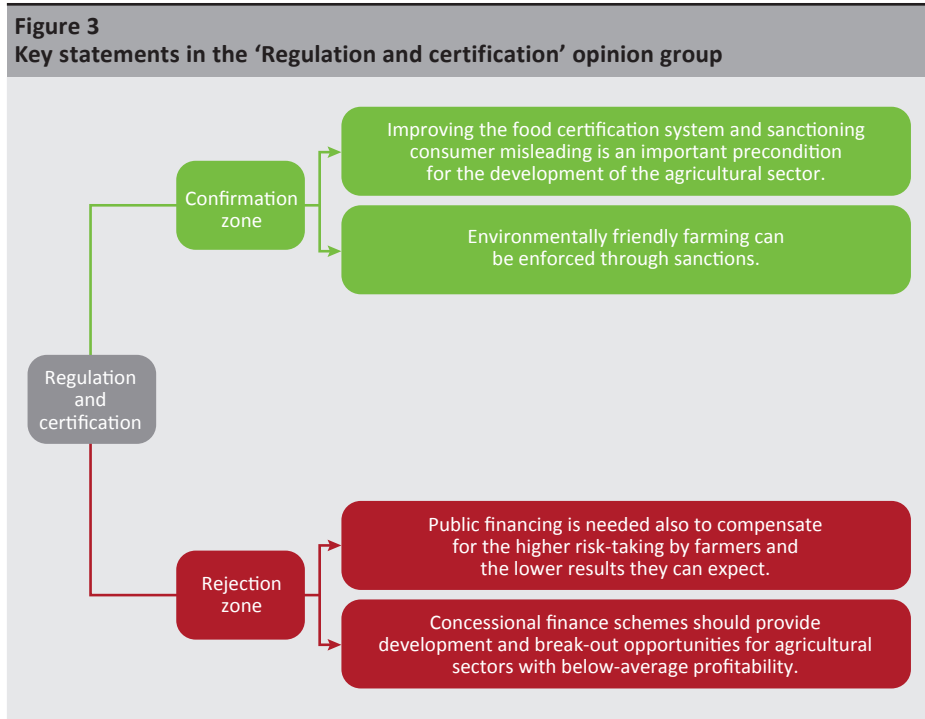 Figure 3
Key statements in the ‘Regulation and certification’ opinion group
Improving the food certification system and sanctioning
consumer misleading is an important precondition
for the development of the agricultural sector.
Confirmation
zone
Environmentally friendly farming can
be enforced through sanctions.
Regulation
and
certification
Public financing is needed also to compensate
for the higher risk-taking by farmers and
the lower results they can expect.
Rejection
zone
Concessional finance schemes should provide
development and break-out opportunities for agricultural
sectors with below-average profitability.